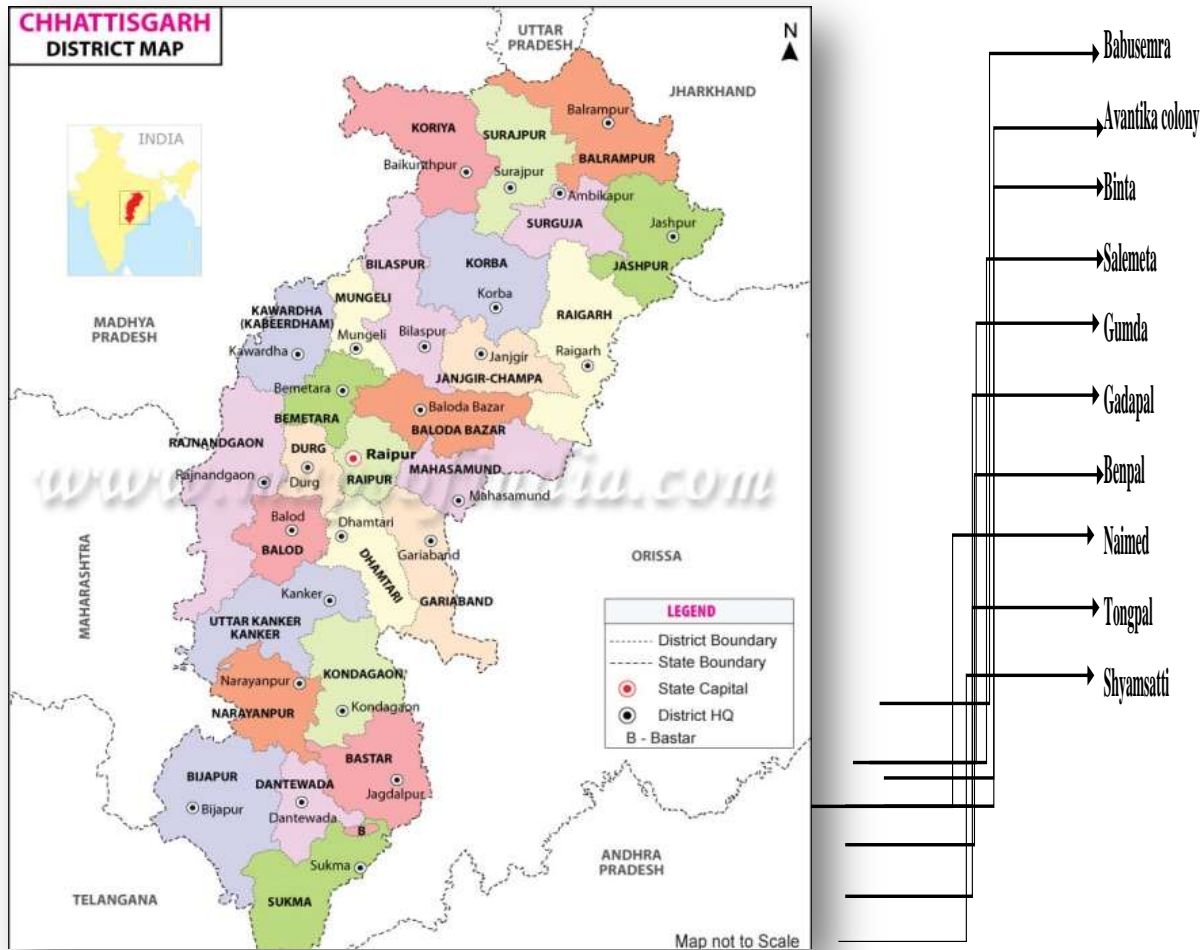 CHHATTISGARH
DISTRICT MAP
UTTAR
PRADESH
N
JHARKHAND
INDIA
KORIYA
Baikunthpur
SURAJPUR
Surajpur
Balrampur
BALRAMPUR
Ambikapur
SURGUJA
Jashpur
JASHPUR
BILASPUR
KORBA
Korba
MUNGELI
Mungeli
RAIGARH
Raigarh
MADHYA
PRADESH
KAWARDHA
(KABEERDHAM)
Kawardha
Bilaspur
Janjgir
JANJGIR-CHAMPA
Bemetara
BEMETARA
Baloda Bazar
BALODA BAZAR
RAJNANDGAON
Rajnandgaon
DURG
Durg
Raipur
RAIPUR
MAHASAMUND
Mahasamund
www.mapsofindia.com
Balod
BALOD
Dhamtari
DHAMTARI
Gariaband
GARIABAND
ORISSA
MAHARASHTRA
Kanker
UTTAR KANKER
KANKER
KONDAGAON
Kondagaon
Narayanpur
NARAYANPUR
BASTAR
Jagdalpur
BIJAPUR
Bijapur
DANTEWADA
Dantewada
B
Sukma
SUKMA
ANDHRA
PRADESH
TELANGANA
LEGEND
District Boundary
State Boundary
State Capital
District HQ
B - Bastar
Map not to Scale
Babusemra
Avantika colony
Binta
Salemeta
Gumda
Gadapal
Benpal
Naimed
Tongpal
Shyamsatti